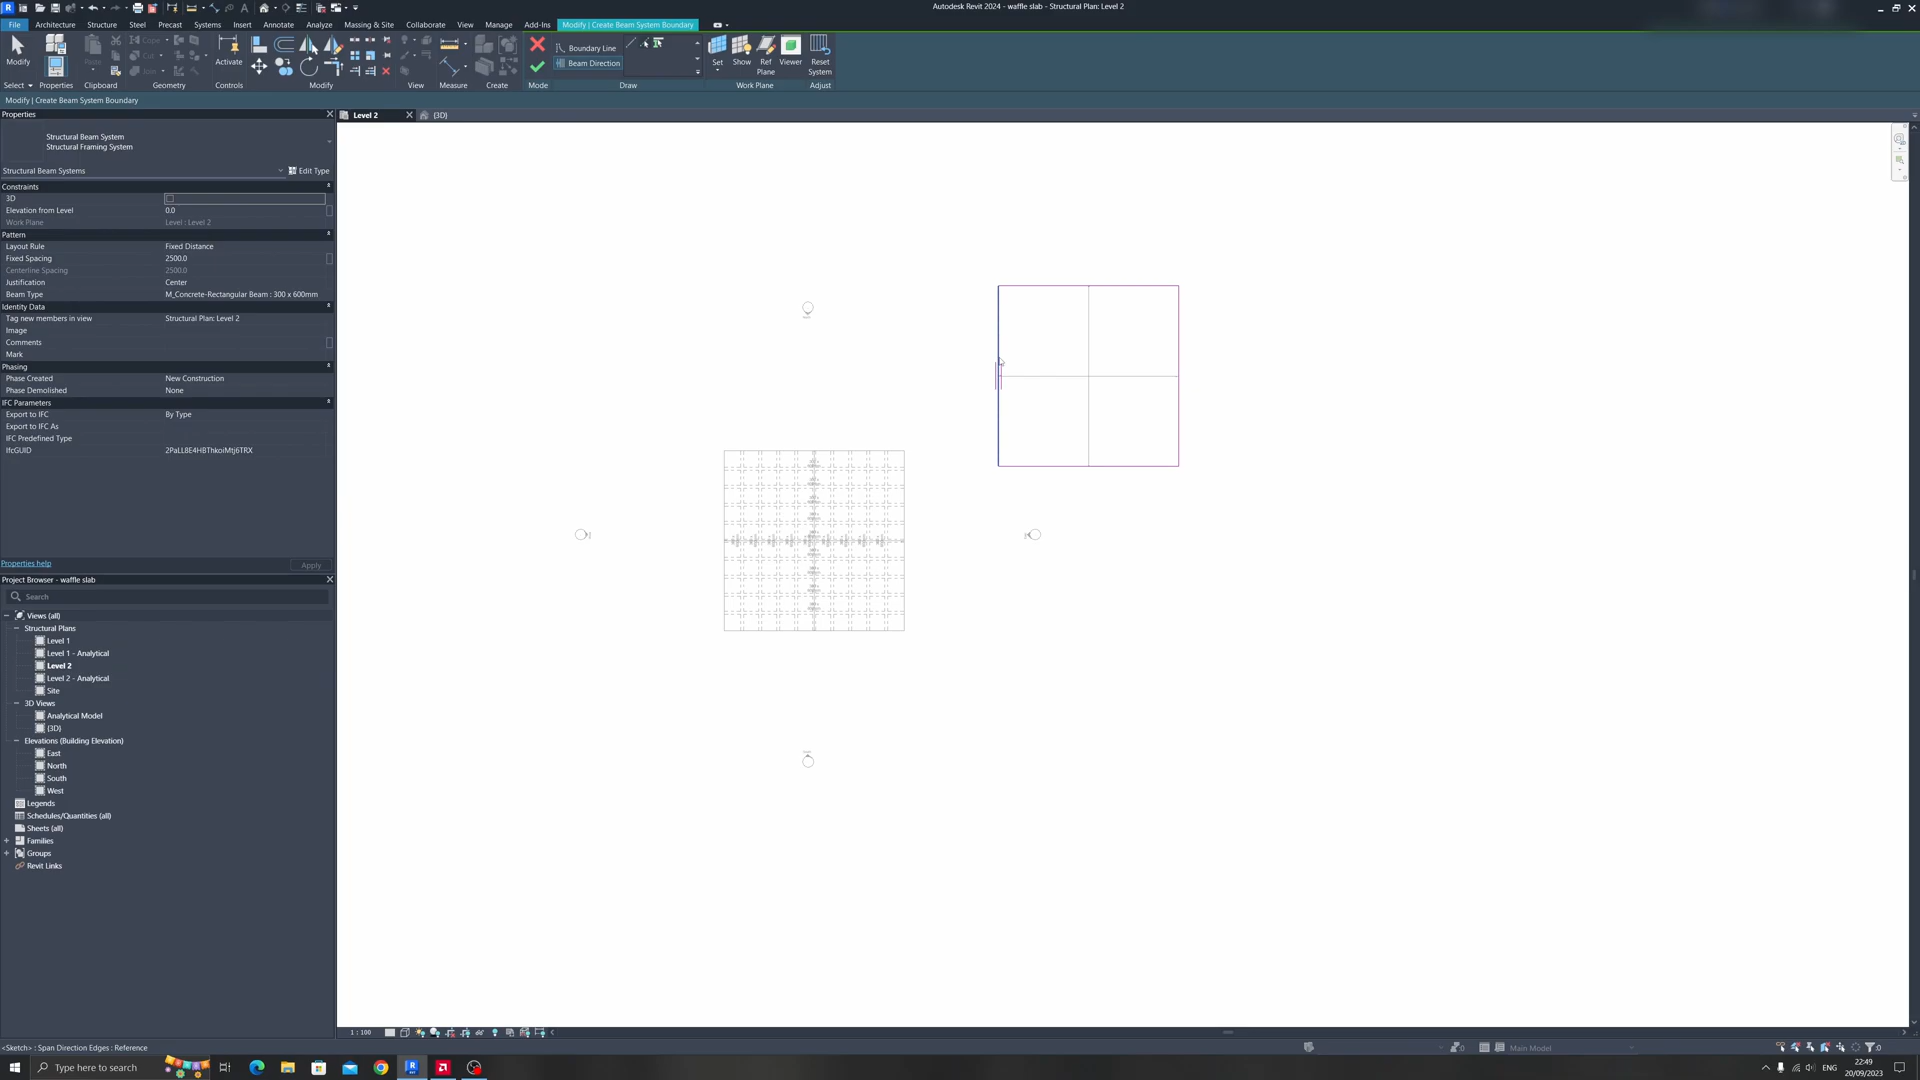 Autodesk Revit 2024 - waffle slab - Structural Plan: Level 2
File Architecture Structure Steel Precast Systems Insert Annotate Analyze Massing & Site Collaborate View Manage Add-Ins Modify | Create Beam System Boundary
Modify Paste Cope Cut Join Activate
Boundary Line
Beam Direction
Set Show Ref Plane Viewer Reset System
Select Properties Clipboard Geometry Controls Modify View Measure Create Mode Draw Work Plane Adjust
Modify | Create Beam System Boundary
Properties
Level 2 {3D}
Structural Beam System
Structural Framing System
Structural Beam Systems Edit Type
Constraints
3D
Elevation from Level 0.0
Work Plane Level : Level 2
Pattern
Layout Rule Fixed Distance
Fixed Spacing 2500.0
Centerline Spacing 2500.0
Justification Center
Beam Type M_Concrete-Rectangular Beam : 300 x 600mm
Identity Data
Tag new members in view Structural Plan: Level 2
Image
Comments
Mark
Phasing
Phase Created New Construction
Phase Demolished None
IFC Parameters
Export to IFC By Type
Export to IFC As
IFC Predefined Type
IfcGUID 2PaLL8E4HBThkoiMtj6TRX
Properties help Apply
Project Browser - waffle slab
Search
Views (all)
Structural Plans
Level 1
Level 1 - Analytical
Level 2
Level 2 - Analytical
Site
3D Views
Analytical Model
{3D}
Elevations (Building Elevation)
East
North
South
West
Legends
Schedules/Quantities (all)
Sheets (all)
Families
Groups
Revit Links
1 : 100
<Sketch> : Span Direction Edges : Reference
:0 Main Model :0
Type here to search
ENG
22:49
20/09/2023